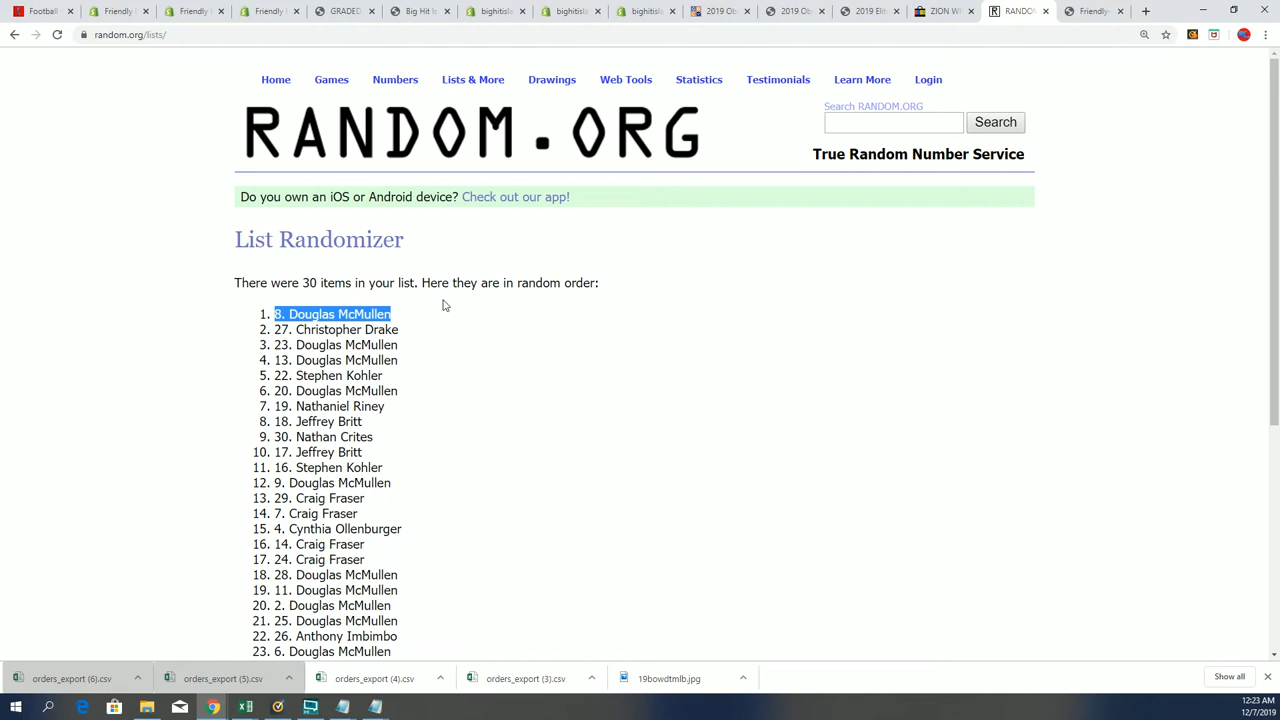 Football
Friendly
Friendly
Friendly
GRADED
Big Hit Is
bighitisla
bighitisla
bighitisla
2019 Ob
2019 Ob
2019 Elit
ZION W
RANDO
Friendly-
random.org/lists/
Home Games Numbers Lists & More Drawings Web Tools Statistics Testimonials Learn More Login
RANDOM.ORG
Search RANDOM.ORG
Search
True Random Number Service
Do you own an iOS or Android device? Check out our app!
List Randomizer
There were 30 items in your list. Here they are in random order:
1. 8. Douglas McMullen
2. 27. Christopher Drake
3. 23. Douglas McMullen
4. 13. Douglas McMullen
5. 22. Stephen Kohler
6. 20. Douglas McMullen
7. 19. Nathaniel Riney
8. 18. Jeffrey Britt
9. 30. Nathan Crites
10. 17. Jeffrey Britt
11. 16. Stephen Kohler
12. 9. Douglas McMullen
13. 29. Craig Fraser
14. 7. Craig Fraser
15. 4. Cynthia Ollenburger
16. 14. Craig Fraser
17. 24. Craig Fraser
18. 28. Douglas McMullen
19. 11. Douglas McMullen
20. 2. Douglas McMullen
21. 25. Douglas McMullen
22. 26. Anthony Imbimbo
23. 6. Douglas McMullen
orders_export (6).csv
orders_export (5).csv
orders_export (4).csv
orders_export (3).csv
19bowdtmlb.jpg
Show all
12:23 AM
12/7/2019